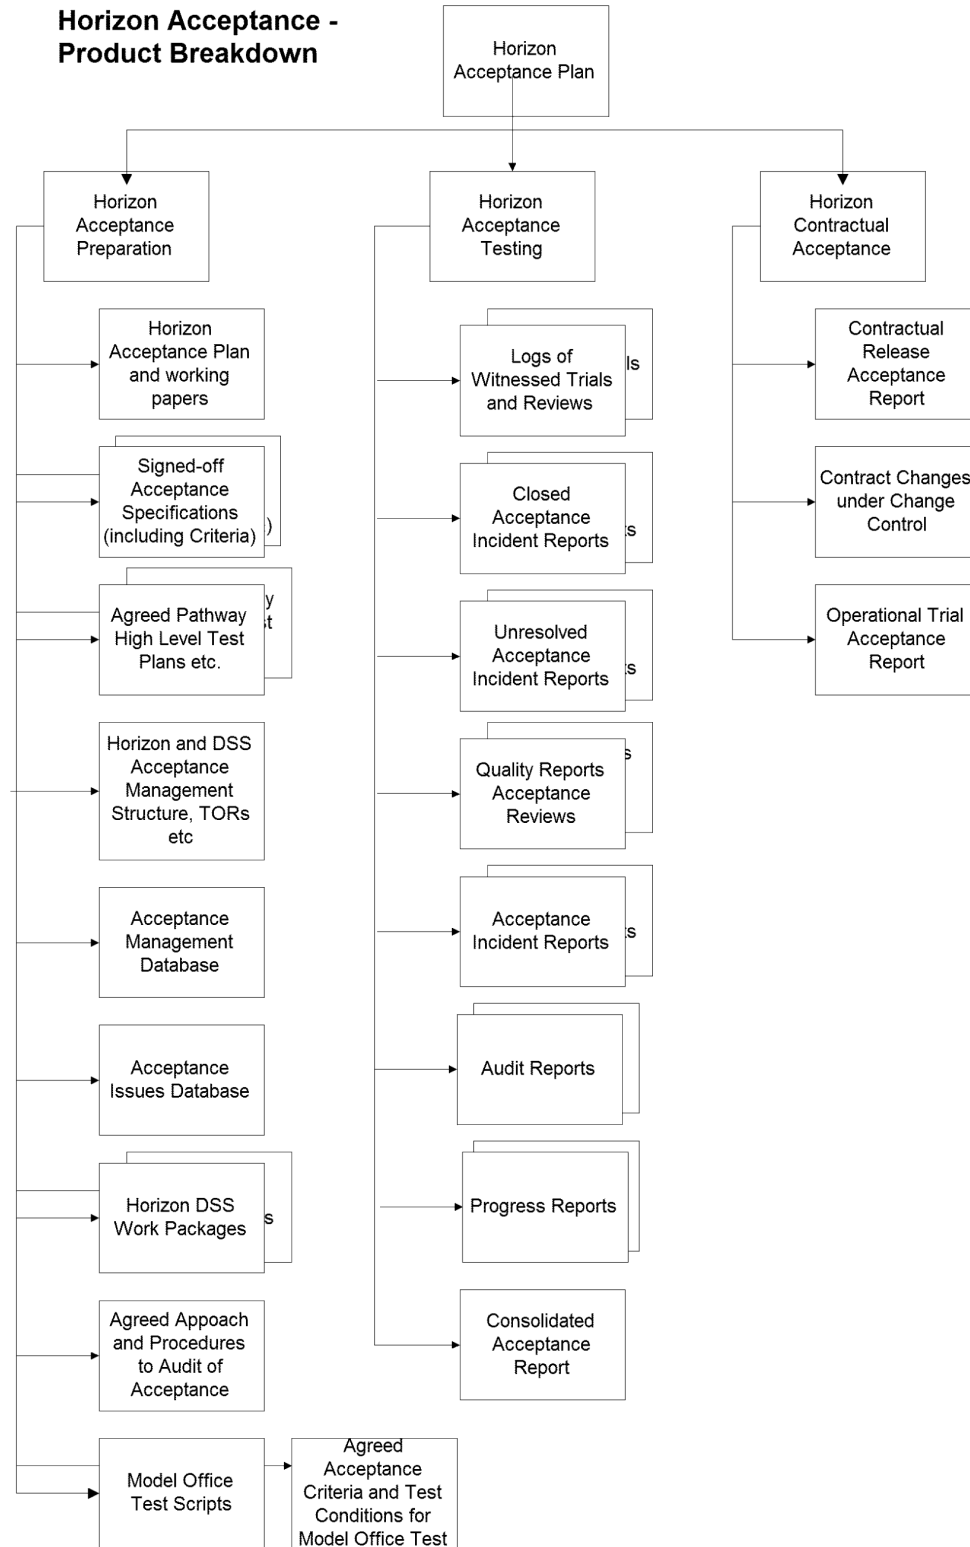 Horizon Acceptance -
Product Breakdown
Horizon
Acceptance Plan
Horizon
Acceptance
Preparation
Horizon
Acceptance
Testing
Horizon
Contractual
Acceptance
Horizon
Acceptance Plan
and working
papers
Signed-off
Acceptance
Specifications
(including Criteria)
Agreed Pathway
High Level Test
Plans etc.
Horizon and DSS
Acceptance
Management
Structure, TORs
etc
Acceptance
Management
Database
Acceptance
Issues Database
Horizon DSS
Work Packages
Agreed Appoach
and Procedures
to Audit of
Acceptance
Model Office
Test Scripts
Agreed
Acceptance
Criteria and Test
Conditions for
Model Office Test
Logs of
Witnessed Trials
and Reviews
Closed
Acceptance
Incident Reports
Unresolved
Acceptance
Incident Reports
Quality Reports
Acceptance
Reviews
Acceptance
Incident Reports
Audit Reports
Progress Reports
Consolidated
Acceptance
Report
Contractual
Release
Acceptance
Report
Contract Changes
under Change
Control
Operational Trial
Acceptance
Report